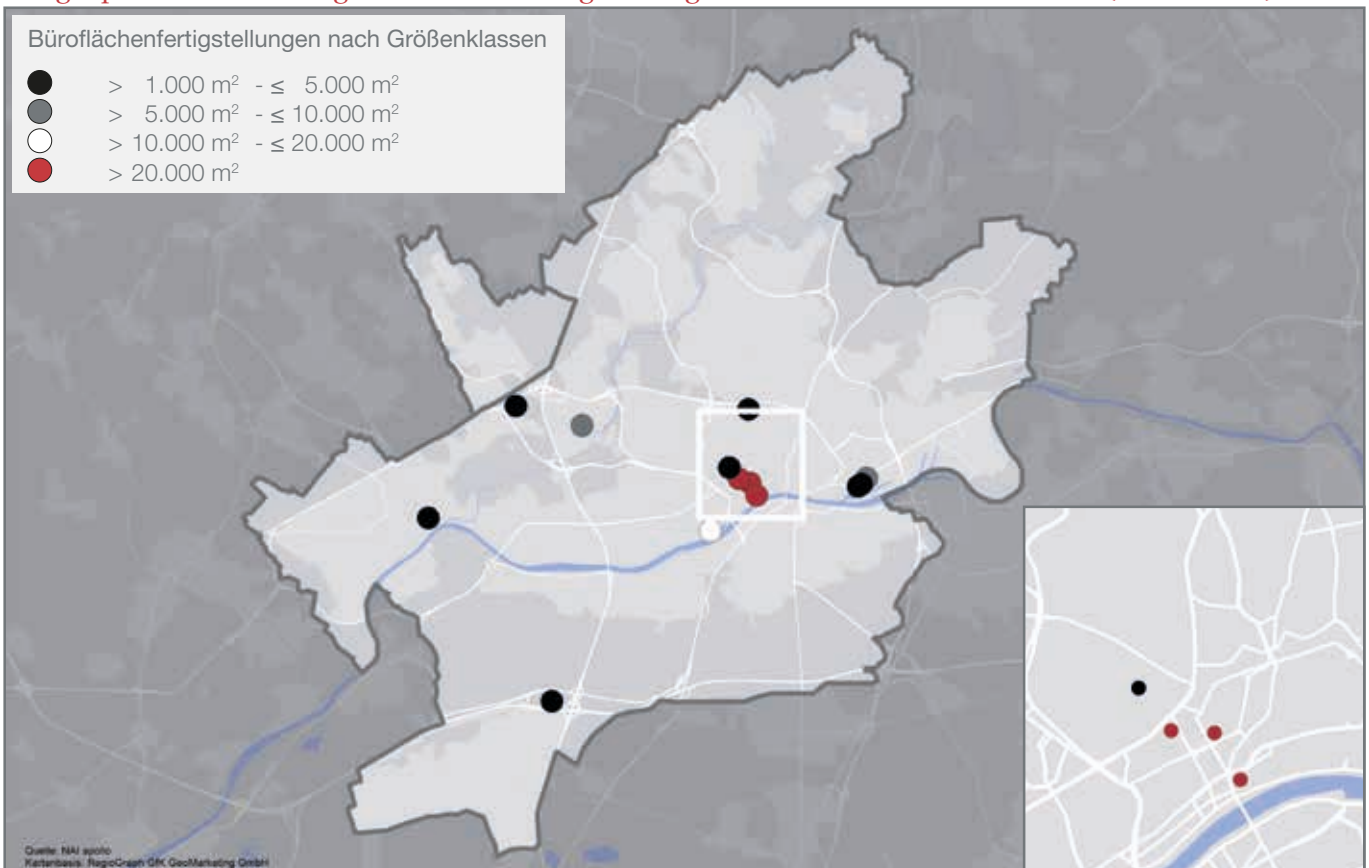 Büroflächenfertigstellungen nach Größenklassen
> 1.000 m² - ≤ 5.000 m²
> 5.000 m² - ≤ 10.000 m²
> 10.000 m² - ≤ 20.000 m²
> 20.000 m²
Quelle: NAI apollo
Kartenbasis: RegioGraph GfK GeoMarketing GmbH